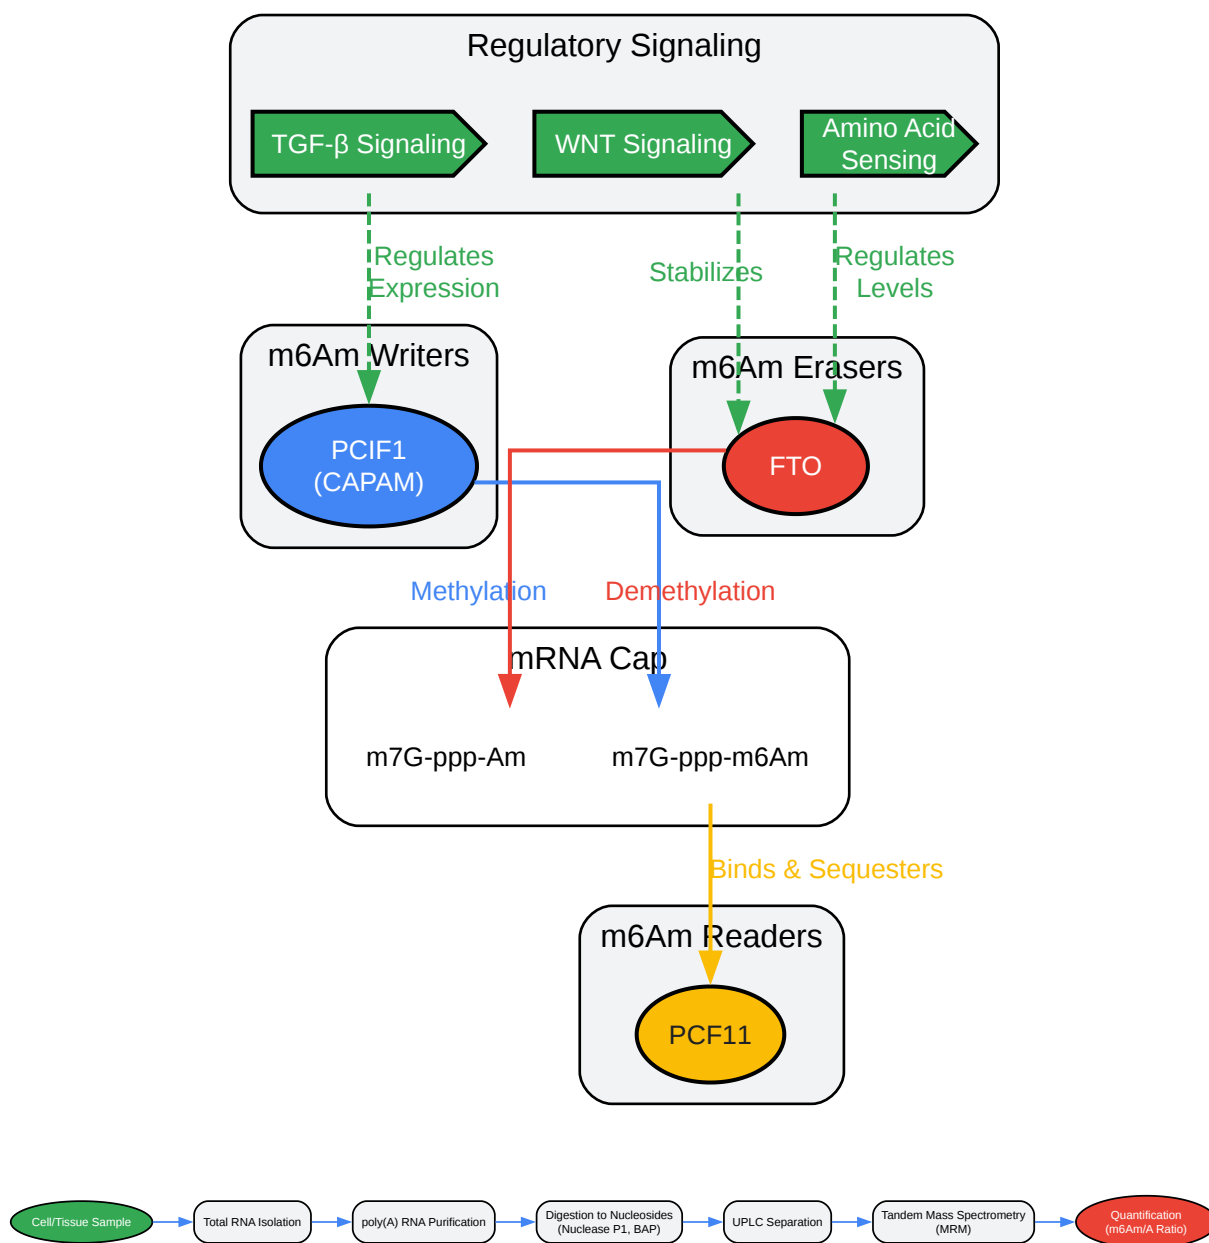 Regulatory Signaling
TGF-β Signaling
WNT Signaling
Amino Acid
Sensing
Regulates
Expression
Stabilizes
Regulates
Levels
m6Am Writers
m6Am Erasers
PCIF1
(CAPAM)
FTO
Methylation
Demethylation
mRNA Cap
m7G-ppp-Am
m7G-ppp-m6Am
Binds & Sequesters
m6Am Readers
PCF11
Cell/Tissue Sample
Total RNA Isolation
poly(A) RNA Purification
Digestion to Nucleosides
(Nuclease P1, BAP)
UPLC Separation
Tandem Mass Spectrometry
(MRM)
Quantification
(m6Am/A Ratio)